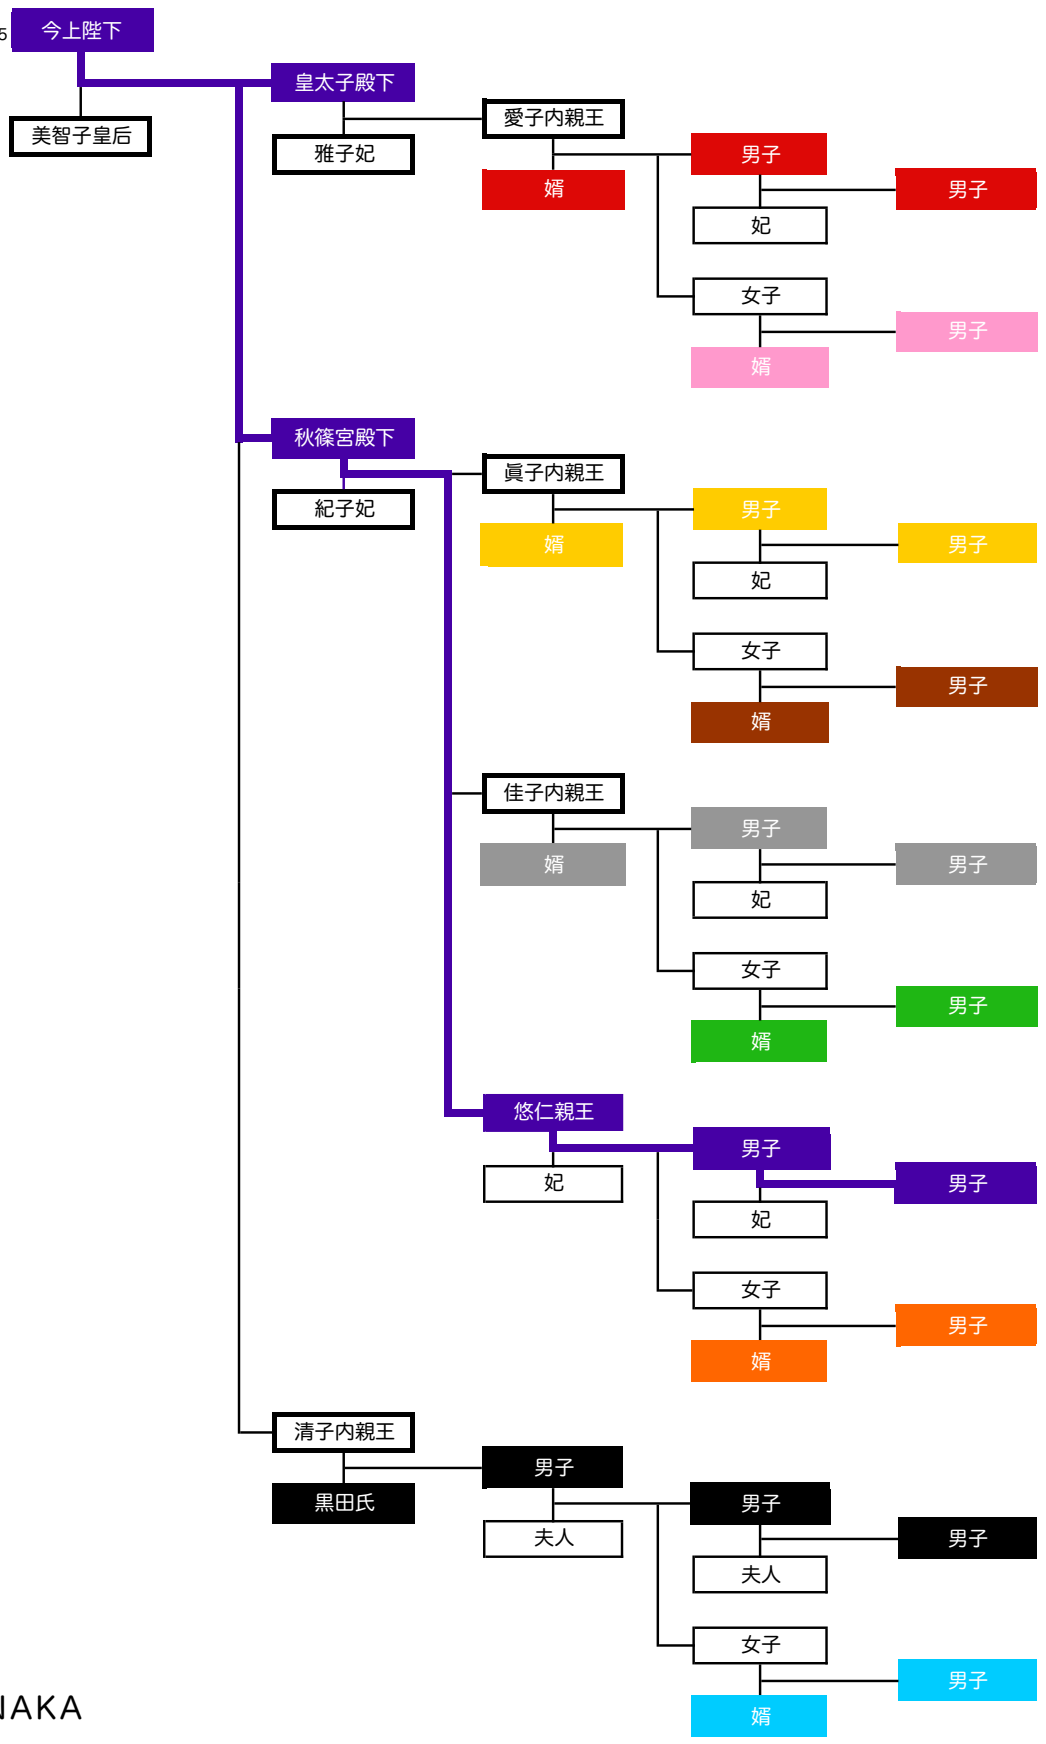 5
今上陛下
美智子皇后
皇太子殿下
雅子妃
愛子内親王
婿
男子
妃
男子
女子
婿
男子
秋篠宮殿下
紀子妃
眞子内親王
婿
男子
妃
男子
女子
婿
男子
佳子内親王
婿
男子
妃
男子
女子
婿
男子
悠仁親王
妃
男子
妃
男子
女子
婿
男子
清子内親王
黒田氏
男子
夫人
男子
夫人
男子
女子
婿
男子
NAKA